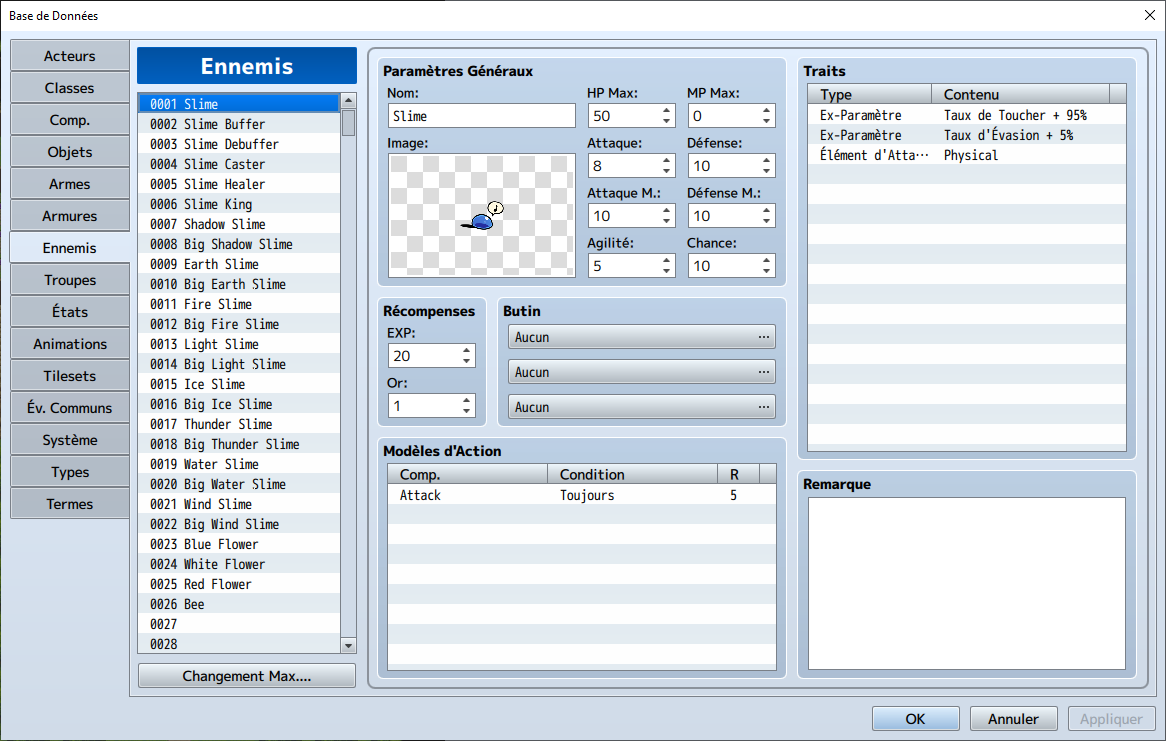 Base de Données
Acteurs
Classes
Comp.
Objets
Armes
Armures
Ennemis
Troupes
États
Animations
Tilesets
Év. Communs
Système
Types
Termes
Ennemis
0001 Slime
0002 Slime Buffer
0003 Slime Debuffer
0004 Slime Caster
0005 Slime Healer
0006 Slime King
0007 Shadow Slime
0008 Big Shadow Slime
0009 Earth Slime
0010 Big Earth Slime
0011 Fire Slime
0012 Big Fire Slime
0013 Light Slime
0014 Big Light Slime
0015 Ice Slime
0016 Big Ice Slime
0017 Thunder Slime
0018 Big Thunder Slime
0019 Water Slime
0020 Big Water Slime
0021 Wind Slime
0022 Big Wind Slime
0023 Blue Flower
0024 White Flower
0025 Red Flower
0026 Bee
0027
0028
Changement Max....
Paramètres Généraux
Nom:
Slime
Image:
HP Max: MP Max:
50 0
Attaque: Défense:
8 10
Attaque M.: Défense M.:
10 10
Agilité: Chance:
5 10
Récompenses
EXP:
20
Or:
1
Butin
Aucun ...
Aucun ...
Aucun ...
Modèles d'Action
Comp. Condition R
Attack Toujours 5
Traits
Type Contenu
Ex-Paramètre Taux de Toucher + 95%
Ex-Paramètre Taux d'Évasion + 5%
Élément d'Atta… Physical
Remarque
OK Annuler Appliquer